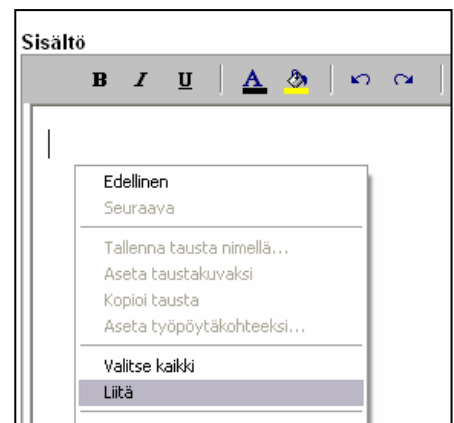 Sisältö
B I U A
Edellinen
Seuraava
Tallenna tausta nimellä...
Aseta taustakuvaksi
Kopioi tausta
Aseta työpöytäkohteeksi...
Valitse kaikki
Liitä